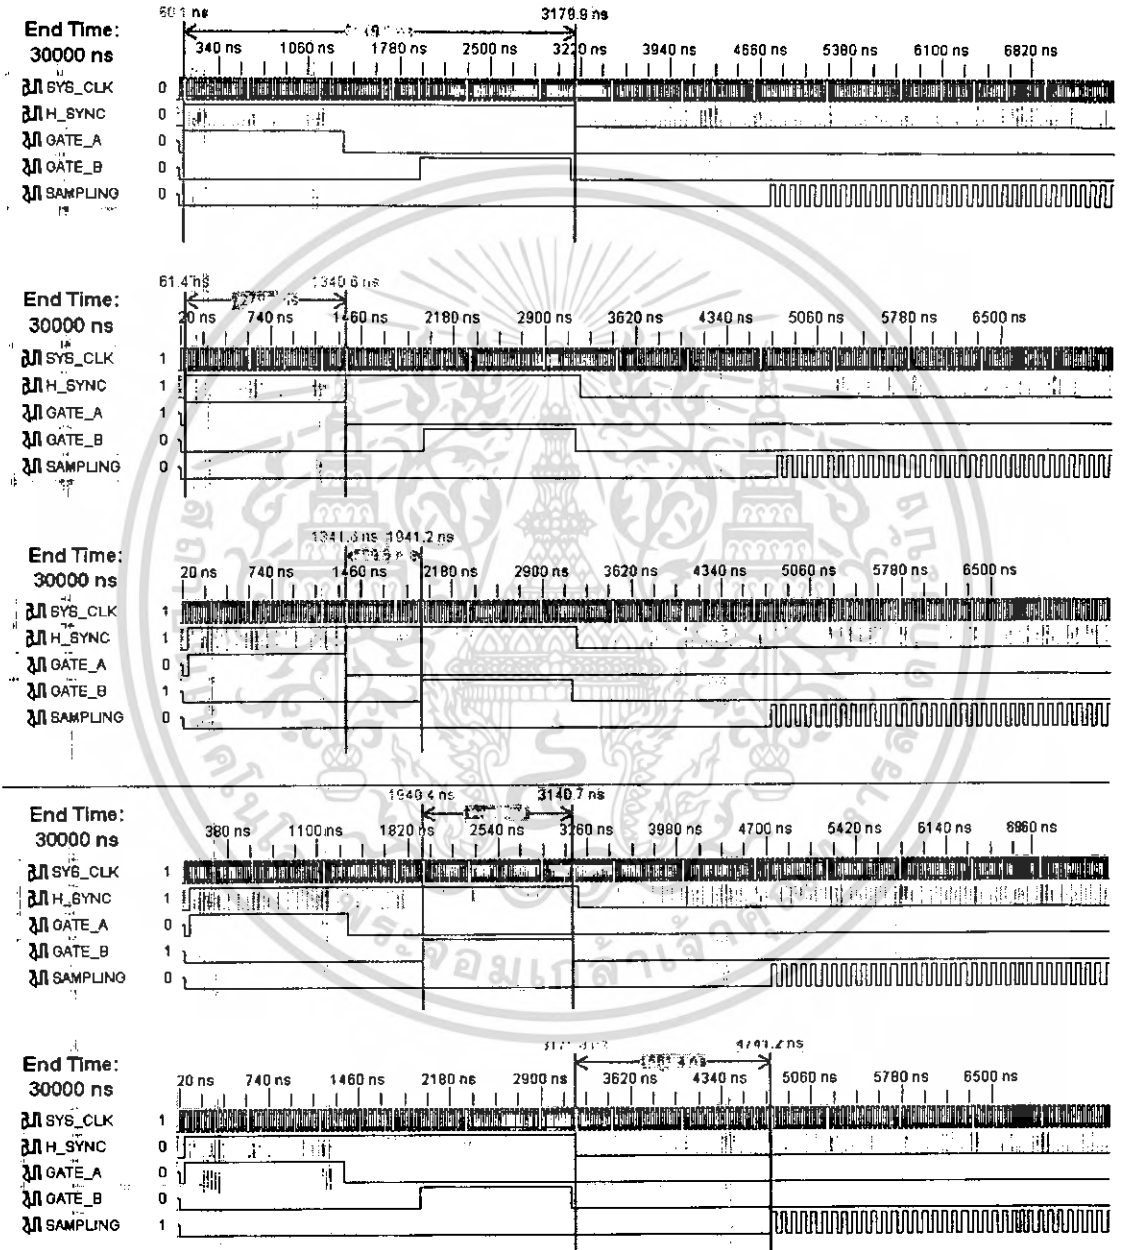 60.1 ns 3179.9 ns
End Time:
30000 ns
340 ns 1060 ns 1780 ns 2500 ns 3220 ns 3940 ns 4660 ns 5380 ns 6100 ns 6820 ns
SYS_CLK 0
H_SYNC 0
GATE_A 0
GATE_B 0
SAMPLING 0
61.4 ns 1340.6 ns
End Time:
30000 ns
20 ns 740 ns 1460 ns 2180 ns 2900 ns 3620 ns 4340 ns 5060 ns 5780 ns 6500 ns
SYS_CLK 1
H_SYNC 1
GATE_A 1
GATE_B 0
SAMPLING 0
1941.2 ns
End Time:
30000 ns
20 ns 740 ns 1460 ns 2180 ns 2900 ns 3620 ns 4340 ns 5060 ns 5780 ns 6500 ns
SYS_CLK 1
H_SYNC 1
GATE_A 0
GATE_B 1
SAMPLING 0
1940.4 ns 3140.7 ns
End Time:
30000 ns
380 ns 1100 ns 1820 ns 2540 ns 3260 ns 3980 ns 4700 ns 5420 ns 6140 ns 6860 ns
SYS_CLK 1
H_SYNC 1
GATE_A 0
GATE_B 1
SAMPLING 0
4741.2 ns
End Time:
30000 ns
20 ns 740 ns 1460 ns 2180 ns 2900 ns 3620 ns 4340 ns 5060 ns 5780 ns 6500 ns
SYS_CLK 1
H_SYNC 0
GATE_A 0
GATE_B 0
SAMPLING 1